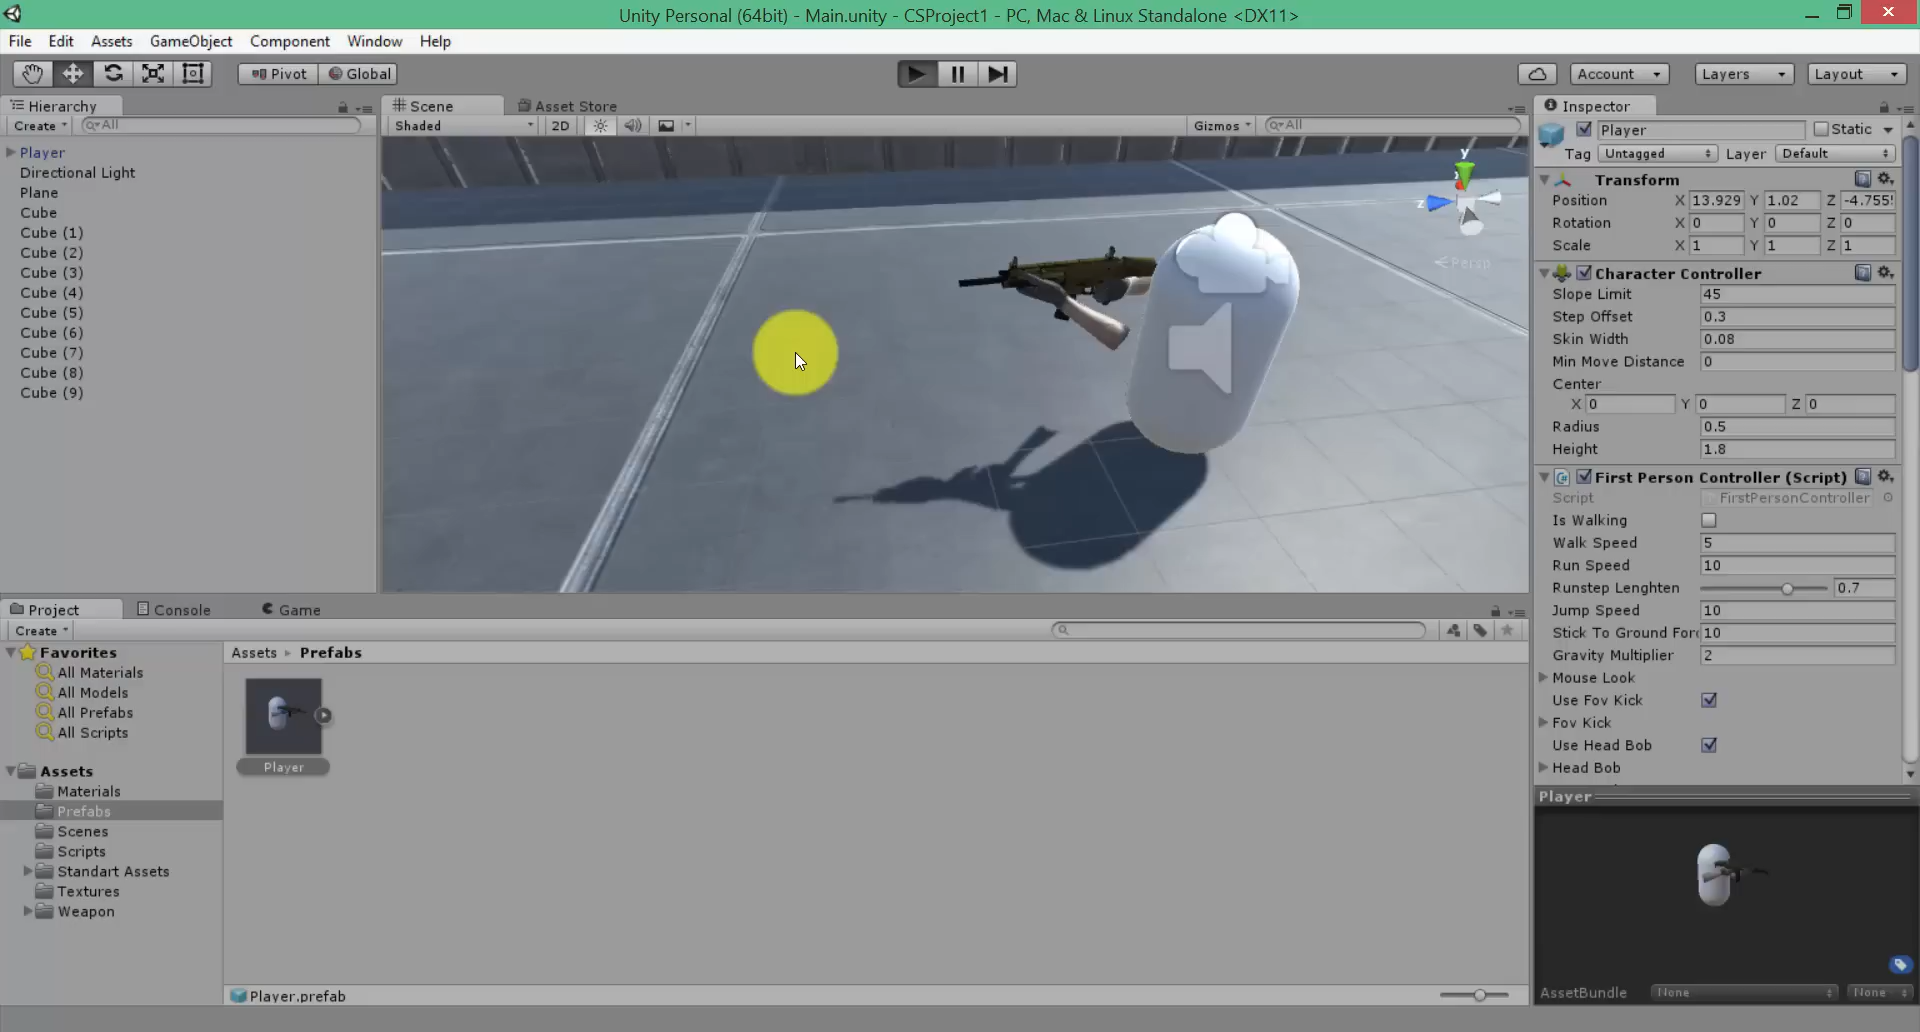 Unity Personal (64bit) - Main.unity - CSProject1 - PC, Mac & Linux Standalone <DX11>
File Edit Assets GameObject Component Window Help
Pivot Global Account Layers Layout
Hierarchy
Create All
Player
Directional Light
Plane
Cube
Cube (1)
Cube (2)
Cube (3)
Cube (4)
Cube (5)
Cube (6)
Cube (7)
Cube (8)
Cube (9)
Scene Asset Store
Shaded 2D Gizmos All
y
z
Persp
Inspector
Player Static
Tag Untagged Layer Default
Transform
Position X 13.929 Y 1.02 Z -4.755
Rotation X 0 Y 0 Z 0
Scale X 1 Y 1 Z 1
Character Controller
Slope Limit 45
Step Offset 0.3
Skin Width 0.08
Min Move Distance 0
Center
X 0 Y 0 Z 0
Radius 0.5
Height 1.8
First Person Controller (Script)
Script FirstPersonController
Is Walking
Walk Speed 5
Run Speed 10
Runstep Lenghten 0.7
Jump Speed 10
Stick To Ground For 10
Gravity Multiplier 2
Mouse Look
Use Fov Kick
Fov Kick
Use Head Bob
Head Bob
Project Console Game
Create
Favorites
All Materials
All Models
All Prefabs
All Scripts
Assets
Materials
Prefabs
Scenes
Scripts
Standart Assets
Textures
Weapon
Assets Prefabs
Player
Player.prefab
Player
AssetBundle None None